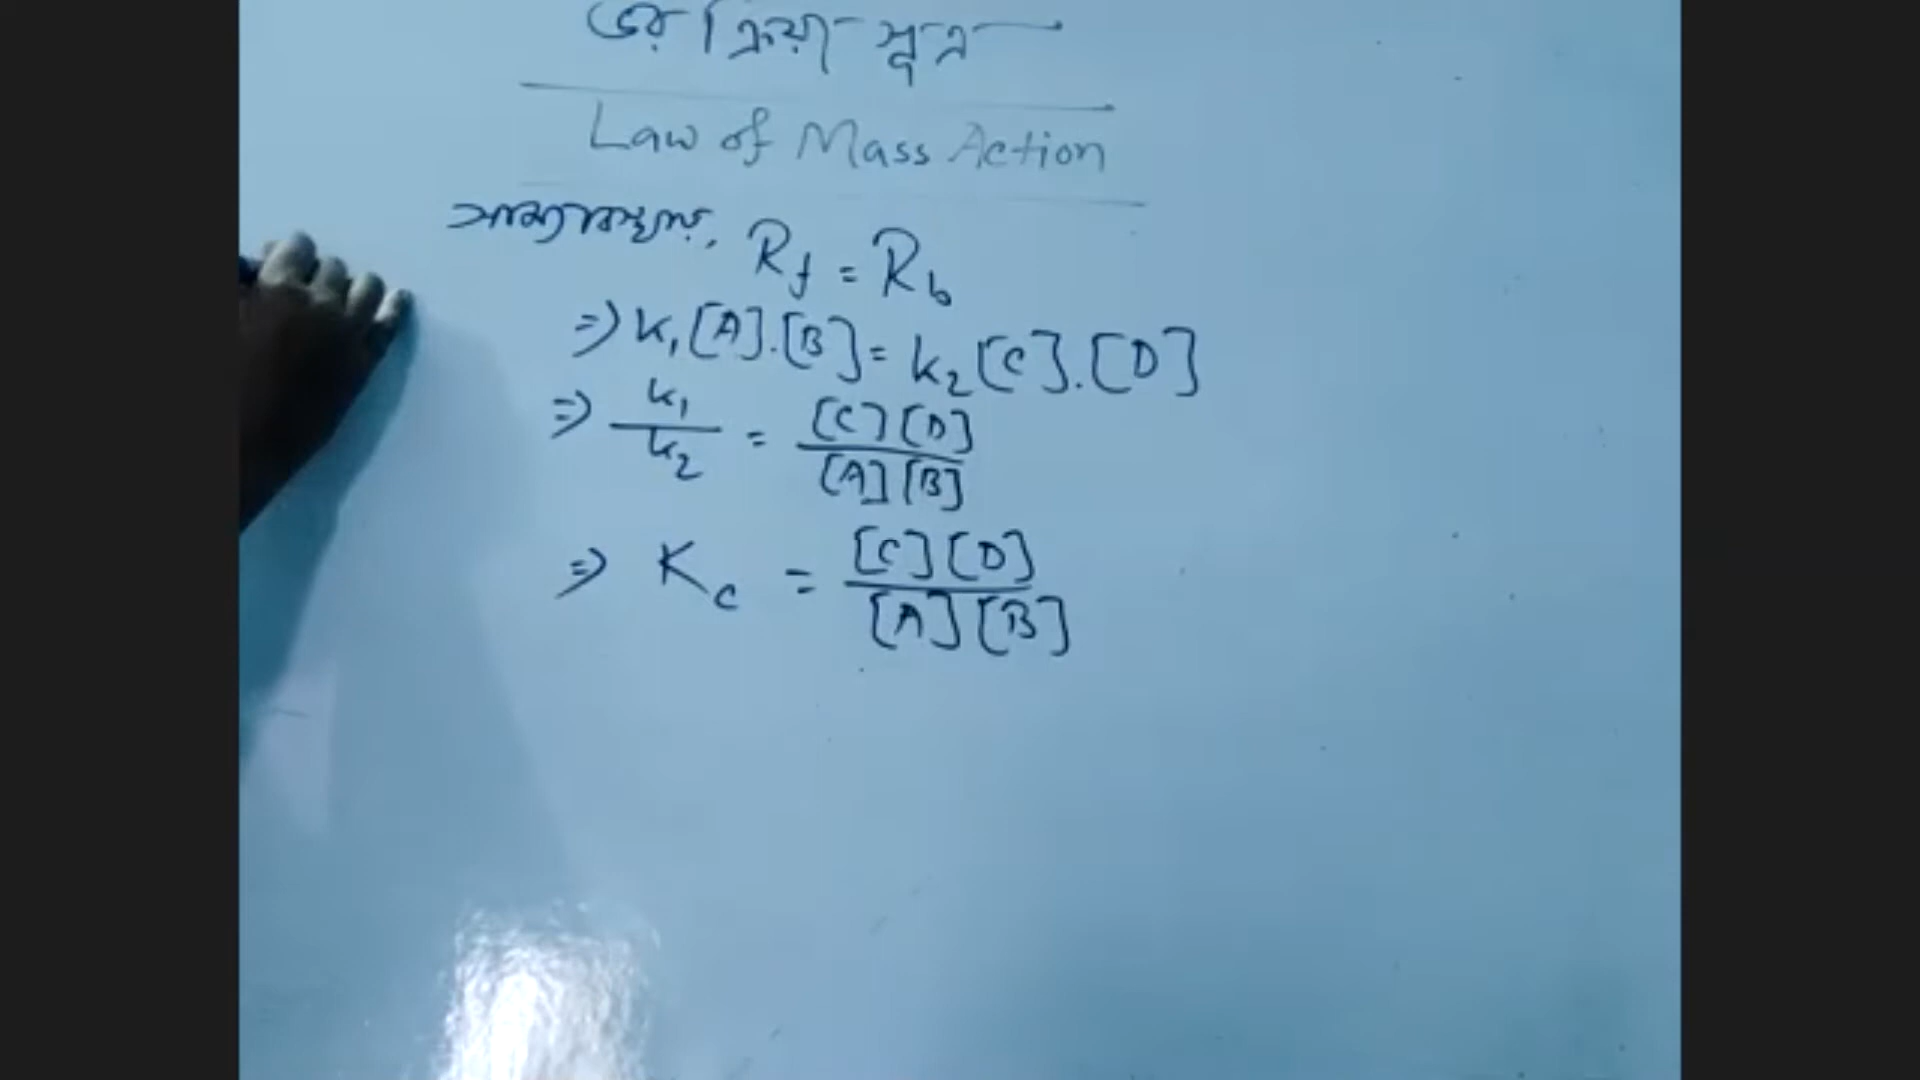 ভর ক্রিয়া সূত্র
Law of Mass Action
সাম্যাবস্থায়, R_f = R_b
⇒ k₁[A].[B] = k₂[C].[D]
⇒ k₁/k₂ = [C][D]/[A][B]
⇒ K_c = [C][D]/[A][B]